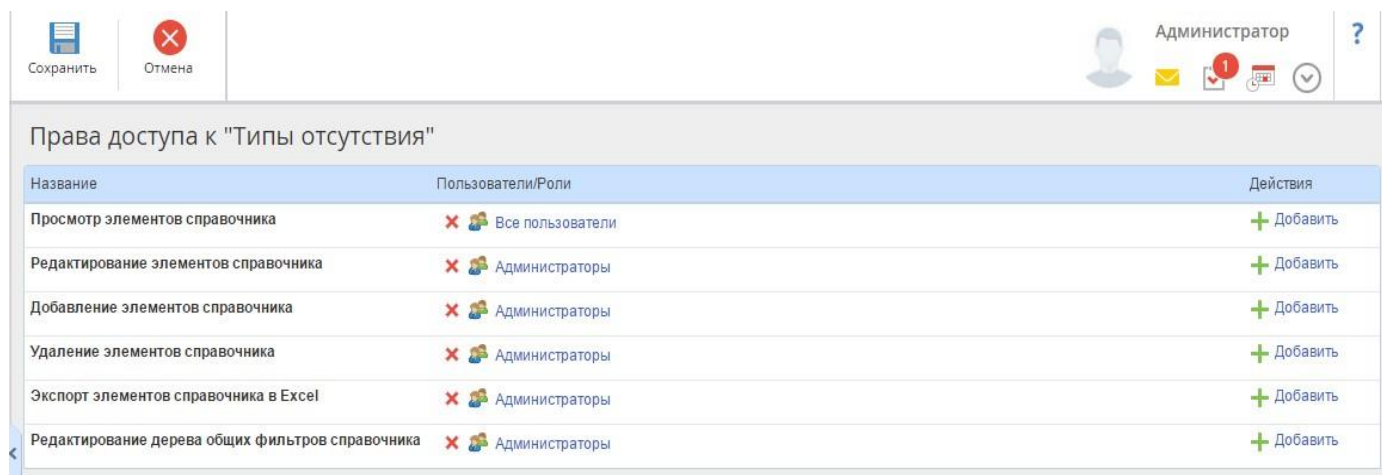 Администратор
?
Сохранить Отмена
1
Права доступа к "Типы отсутствия"
Название Пользователи/Роли Действия
Просмотр элементов справочника Все пользователи Добавить
Редактирование элементов справочника Администраторы Добавить
Добавление элементов справочника Администраторы Добавить
Удаление элементов справочника Администраторы Добавить
Экспорт элементов справочника в Excel Администраторы Добавить
Редактирование дерева общих фильтров справочника Администраторы Добавить